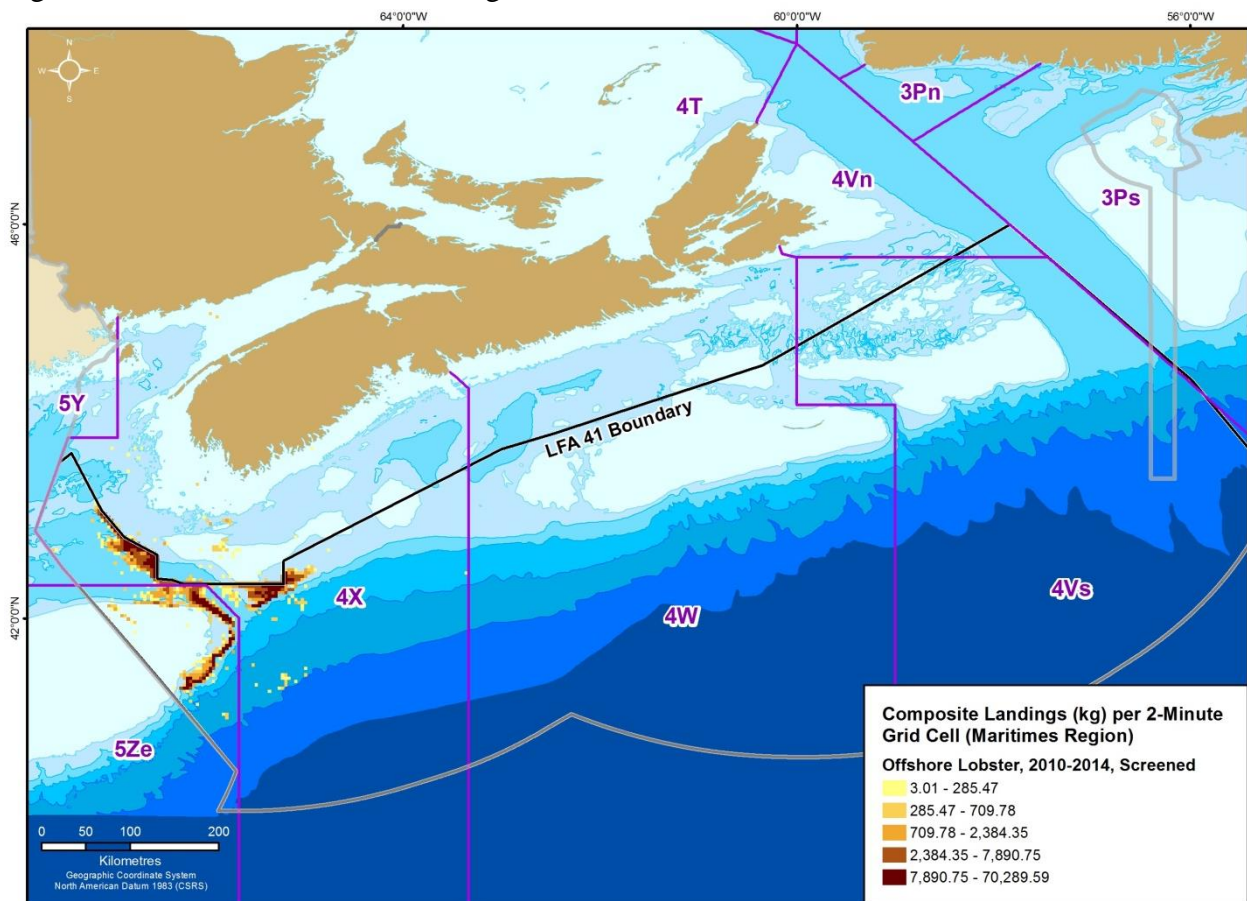 64°0'0"W
60°0'0"W
56°0'0"W
N
W
E
S
4T
3Pn
4Vn
3Ps
46°0'0"N
5Y
LFA 41 Boundary
4X
4W
4Vs
42°0'0"N
5Ze
0 50 100 200
Kilometres
Geographic Coordinate System
North American Datum 1983 (CSRS)
Composite Landings (kg) per 2-Minute
Grid Cell (Maritimes Region)
Offshore Lobster, 2010-2014, Screened
3.01 - 285.47
285.47 - 709.78
709.78 - 2,384.35
2,384.35 - 7,890.75
7,890.75 - 70,289.59